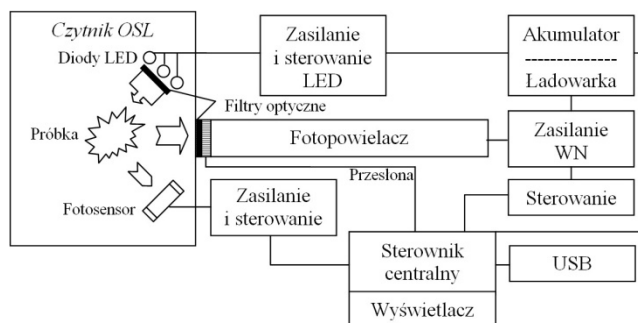 Czytnik OSL
Diody LED
Zasilanie
i sterowanie
LED
Akumulator
Ładowarka
Filtry optyczne
Próbka
Fotopowielacz
Zasilanie
WN
Przesłona
Fotosensor
Zasilanie
i sterowanie
Sterowanie
Sterownik
centralny
USB
Wyświetlacz